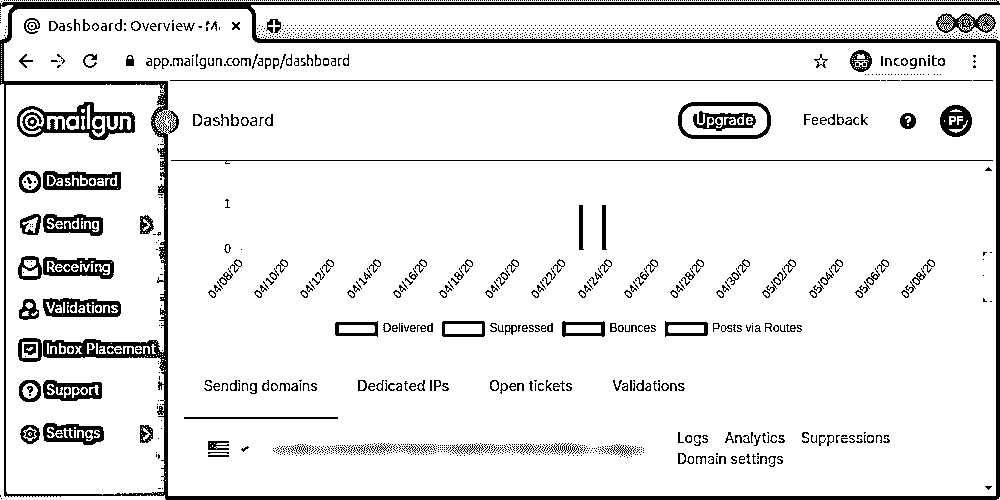 Dashboard: Overview - M
app.mailgun.com/app/dashboard
Incognito
@mailgun
Dashboard
Upgrade
Feedback
?
PF
Dashboard
Sending
Receiving
Validations
Inbox Placement
Support
Settings
1
0
04/08/20
04/10/20
04/12/20
04/14/20
04/16/20
04/18/20
04/20/20
04/22/20
04/24/20
04/26/20
04/28/20
04/30/20
05/02/20
05/04/20
05/06/20
05/08/20
Delivered Suppressed Bounces Posts via Routes
Sending domains Dedicated IPs Open tickets Validations
Logs Analytics Suppressions
Domain settings